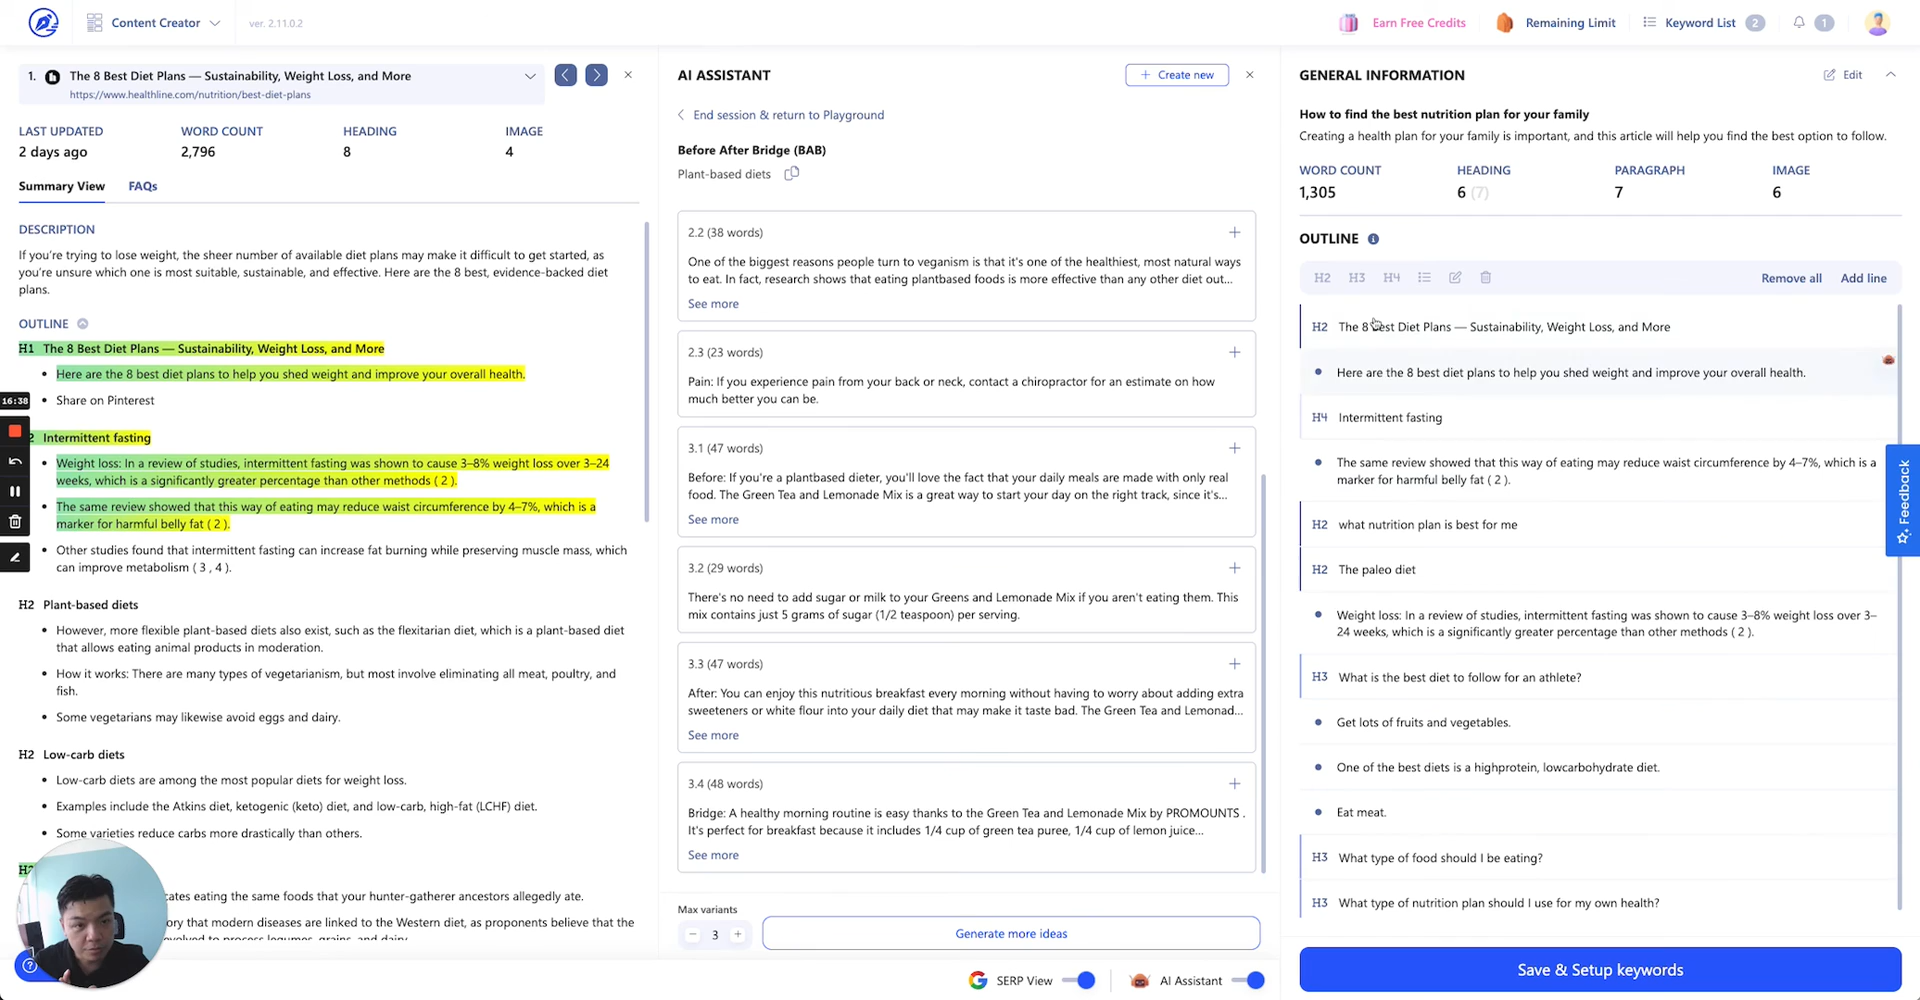 Content Creator
ver. 2.11.0.2
Earn Free Credits
Remaining Limit
Keyword List 2
1
1. The 8 Best Diet Plans — Sustainability, Weight Loss, and More
https://www.healthline.com/nutrition/best-diet-plans
LAST UPDATED WORD COUNT HEADING IMAGE
2 days ago 2,796 8 4
Summary View FAQs
DESCRIPTION
If you're trying to lose weight, the sheer number of available diet plans may make it difficult to get started, as
you're unsure which one is most suitable, sustainable, and effective. Here are the 8 best, evidence-backed diet
plans.
OUTLINE
H1 The 8 Best Diet Plans — Sustainability, Weight Loss, and More
Here are the 8 best diet plans to help you shed weight and improve your overall health.
16:38
Share on Pinterest
2 Intermittent fasting
Weight loss: In a review of studies, intermittent fasting was shown to cause 3–8% weight loss over 3–24
weeks, which is a significantly greater percentage than other methods ( 2 ).
The same review showed that this way of eating may reduce waist circumference by 4–7%, which is a
marker for harmful belly fat ( 2 ).
Other studies found that intermittent fasting can increase fat burning while preserving muscle mass, which
can improve metabolism ( 3 , 4 ).
H2 Plant-based diets
However, more flexible plant-based diets also exist, such as the flexitarian diet, which is a plant-based diet
that allows eating animal products in moderation.
How it works: There are many types of vegetarianism, but most involve eliminating all meat, poultry, and
fish.
Some vegetarians may likewise avoid eggs and dairy.
H2 Low-carb diets
Low-carb diets are among the most popular diets for weight loss.
Examples include the Atkins diet, ketogenic (keto) diet, and low-carb, high-fat (LCHF) diet.
Some varieties reduce carbs more drastically than others.
cates eating the same foods that your hunter-gatherer ancestors allegedly ate.
ory that modern diseases are linked to the Western diet, as proponents believe that the
evolved to process legumes, grains, and dairy.
AI ASSISTANT
Create new
End session & return to Playground
Before After Bridge (BAB)
Plant-based diets
2.2 (38 words)
One of the biggest reasons people turn to veganism is that it's one of the healthiest, most natural ways
to eat. In fact, research shows that eating plantbased foods is more effective than any other diet out...
See more
2.3 (23 words)
Pain: If you experience pain from your back or neck, contact a chiropractor for an estimate on how
much better you can be.
3.1 (47 words)
Before: If you're a plantbased dieter, you'll love the fact that your daily meals are made with only real
food. The Green Tea and Lemonade Mix is a great way to start your day on the right track, since it's...
See more
3.2 (29 words)
There's no need to add sugar or milk to your Greens and Lemonade Mix if you aren't eating them. This
mix contains just 5 grams of sugar (1/2 teaspoon) per serving.
3.3 (47 words)
After: You can enjoy this nutritious breakfast every morning without having to worry about adding extra
sweeteners or white flour into your daily diet that may make it taste bad. The Green Tea and Lemonad...
See more
3.4 (48 words)
Bridge: A healthy morning routine is easy thanks to the Green Tea and Lemonade Mix by PROMOUNTS .
It's perfect for breakfast because it includes 1/4 cup of green tea puree, 1/4 cup of lemon juice...
See more
Max variants
3
Generate more ideas
SERP View
AI Assistant
GENERAL INFORMATION
Edit
How to find the best nutrition plan for your family
Creating a health plan for your family is important, and this article will help you find the best option to follow.
WORD COUNT HEADING PARAGRAPH IMAGE
1,305 6 (7) 7 6
OUTLINE
H2 H3 H4 Remove all Add line
H2 The 8 Best Diet Plans — Sustainability, Weight Loss, and More
Here are the 8 best diet plans to help you shed weight and improve your overall health.
H4 Intermittent fasting
The same review showed that this way of eating may reduce waist circumference by 4–7%, which is a
marker for harmful belly fat ( 2 ).
H2 what nutrition plan is best for me
H2 The paleo diet
Weight loss: In a review of studies, intermittent fasting was shown to cause 3–8% weight loss over 3–
24 weeks, which is a significantly greater percentage than other methods ( 2 ).
H3 What is the best diet to follow for an athlete?
Get lots of fruits and vegetables.
One of the best diets is a highprotein, lowcarbohydrate diet.
Eat meat.
H3 What type of food should I be eating?
H3 What type of nutrition plan should I use for my own health?
Save & Setup keywords
Feedback